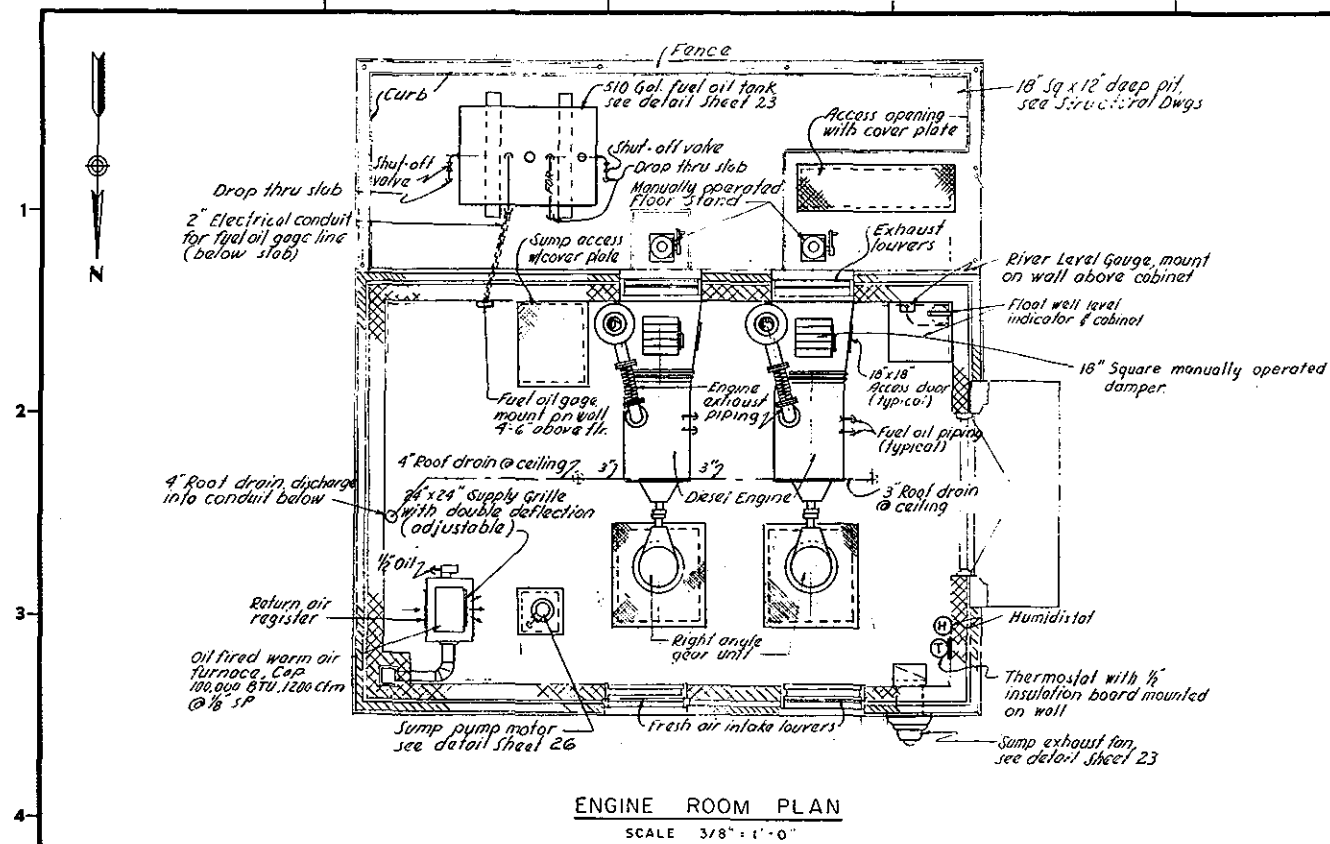 Fence
510 Gal. fuel oil tank
see detail Sheet 23
Curb
18" Sq x 12" deep pit,
see Structural Dwgs
Access opening
with cover plate
Shut-off valve
Drop thru slab
Shut-off
valve
Drop thru slab
Manually operated
Floor stand
FOR
1
2" Electrical conduit
for fuel oil gage line
(below slab)
N
Sump access
w/cover plate
Exhaust
louvers
River Level Gauge, mount
on wall above cabinet
Float well level
indicator & cabinet
18" Square manually operated
damper.
18"x18"
Access door
(typical)
2
Fuel oil gage
mount on wall
4'-6" above flr.
Engine
exhaust
piping
Fuel oil piping
(typical)
4" Roof drain @ ceiling
3"
3"
4" Roof drain, discharge
into conduit below
24"x24" Supply Grille
with double deflection
(adjustable)
Diesel Engine
3" Roof drain
@ ceiling
1/2" Oil
3
Return air
register
Right angle
gear unit
H
Humidistat
T
Oil fired warm air
furnace, Cap.
100,000 BTU, 1200 Cfm
@ 1/8" SP
Thermostat with 1/2"
insulation board mounted
on wall
Sump pump motor
see detail Sheet 26
Fresh air intake louvers
Sump exhaust fan,
see detail Sheet 23
4
ENGINE ROOM PLAN
SCALE 3/8" = 1'-0"